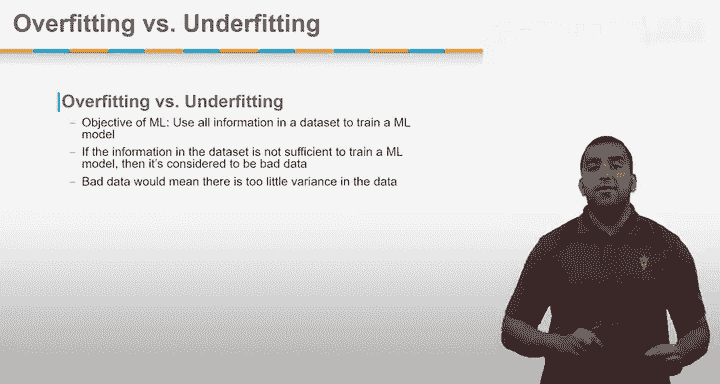 Overfitting vs. Underfitting
Overfitting vs. Underfitting
– Objective of ML: Use all information in a dataset to train a ML
model
– If the information in the dataset is not sufficient to train a ML
model, then it's considered to be bad data
– Bad data would mean there is too little variance in the data